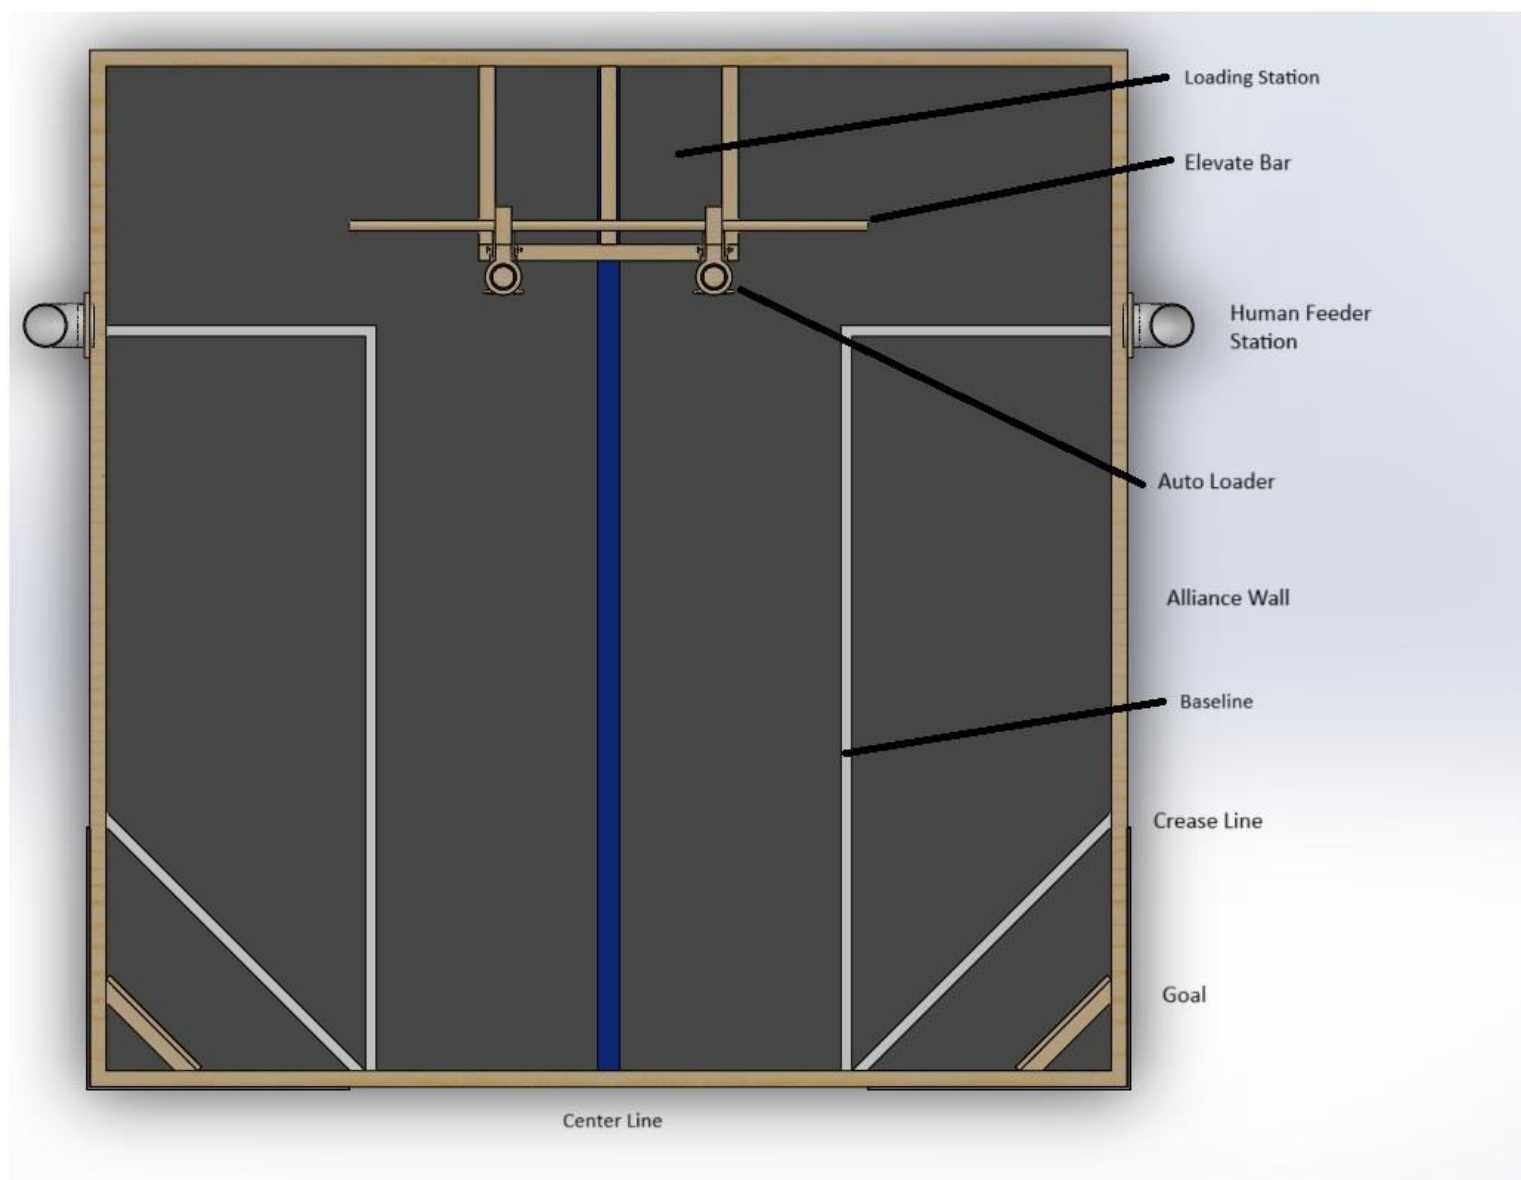 Loading Station
Elevate Bar
Human Feeder
Station
Auto Loader
Alliance Wall
Baseline
Crease Line
Goal
Center Line